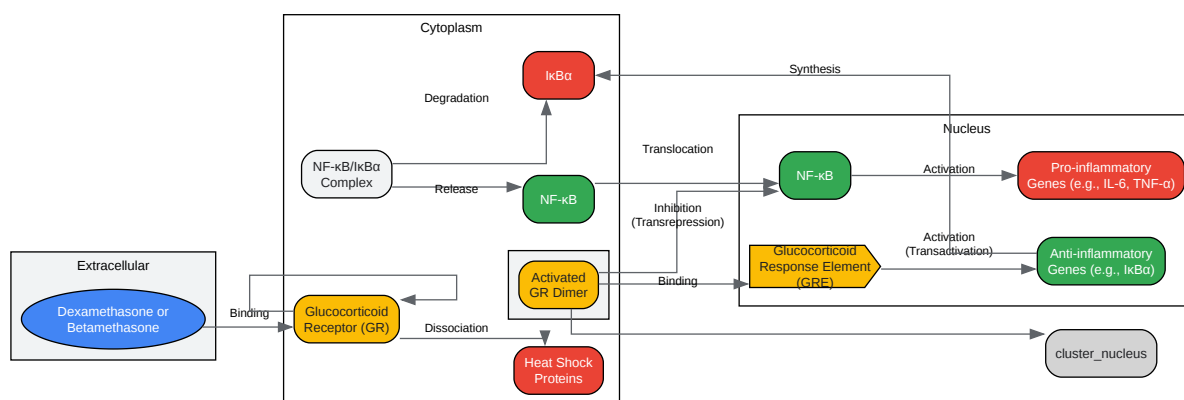 Cytoplasm
IκBα
Synthesis
Degradation
Nucleus
NF-κB/IκBα
Complex
Release
NF-κB
Translocation
NF-κB
Activation
Pro-inflammatory
Genes (e.g., IL-6, TNF-α)
Inhibition
(Transrepression)
Extracellular
Dexamethasone or
Betamethasone
Binding
Glucocorticoid
Receptor (GR)
Dissociation
Heat Shock
Proteins
Activated
GR Dimer
Binding
Glucocorticoid
Response Element
(GRE)
Activation
(Transactivation)
Anti-inflammatory
Genes (e.g., IκBα)
cluster_nucleus